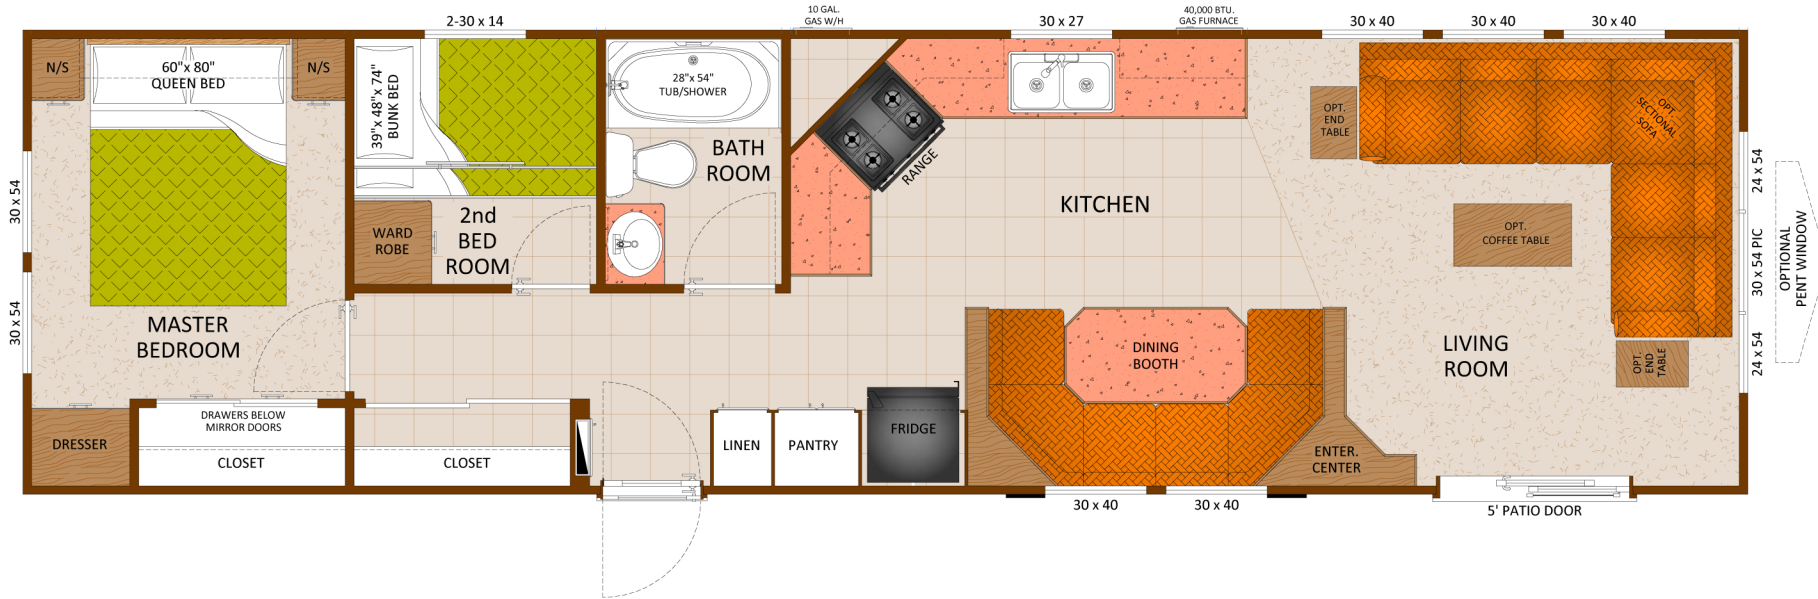 2-30 x 14
10 GAL.
GAS W/H
30 x 27
40,000 BTU.
GAS FURNACE
30 x 40
30 x 40
30 x 40
N/S
60"x 80"
QUEEN BED
N/S
39"x 48"x 74"
BUNK BED
28"x 54"
TUB/SHOWER
BATH
ROOM
RANGE
KITCHEN
OPT.
END
TABLE
OPT.
SECTIONAL
SOFA
24 x 54
30 x 54
WARD
ROBE
2nd
BED
ROOM
OPT.
COFFEE TABLE
30 x 54 PIC
OPTIONAL
PENT WINDOW
30 x 54
MASTER
BEDROOM
DINING
BOOTH
LIVING
ROOM
OPT.
END
TABLE
24 x 54
DRESSER
DRAWERS BELOW
MIRROR DOORS
CLOSET
CLOSET
LINEN
PANTRY
FRIDGE
ENTER.
CENTER
30 x 40
30 x 40
5' PATIO DOOR